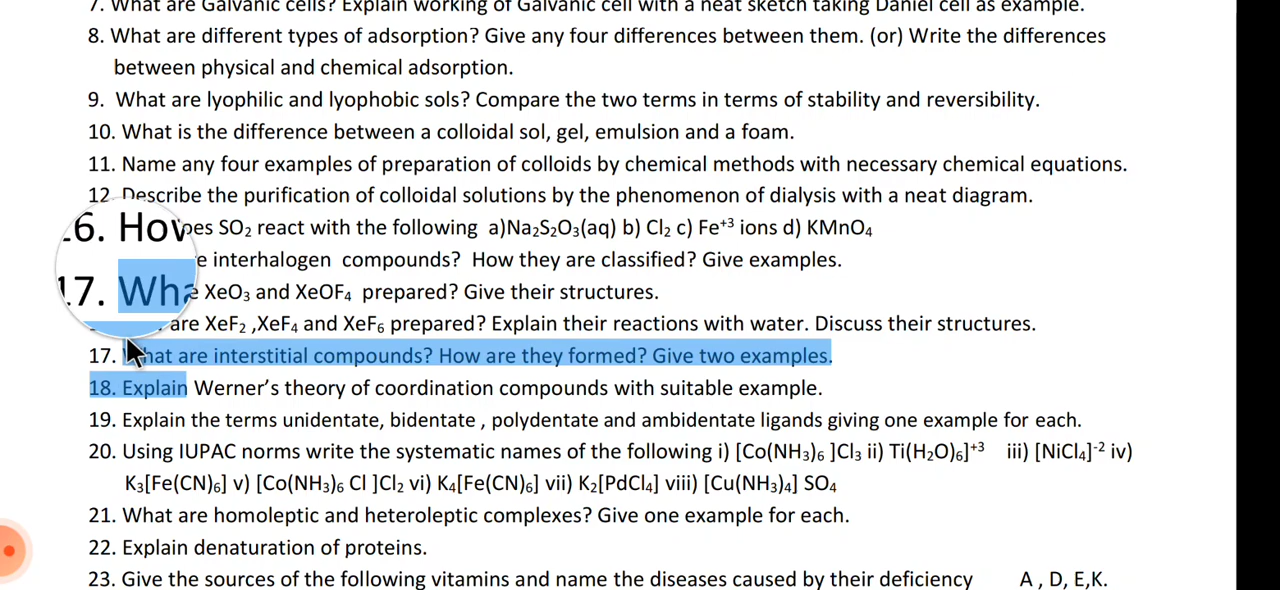 7. What are Galvanic cells? Explain working of Galvanic cell with a neat sketch taking Daniel cell as example.
8. What are different types of adsorption? Give any four differences between them. (or) Write the differences
between physical and chemical adsorption.
9. What are lyophilic and lyophobic sols? Compare the two terms in terms of stability and reversibility.
10. What is the difference between a colloidal sol, gel, emulsion and a foam.
11. Name any four examples of preparation of colloids by chemical methods with necessary chemical equations.
12. Describe the purification of colloidal solutions by the phenomenon of dialysis with a neat diagram.
SO₂ react with the following a)Na₂S₂O₃(aq) b) Cl₂ c) Fe⁺³ ions d) KMnO₄
interhalogen compounds? How they are classified? Give examples.
XeO₃ and XeOF₄ prepared? Give their structures.
are XeF₂ ,XeF₄ and XeF₆ prepared? Explain their reactions with water. Discuss their structures.
17. What are interstitial compounds? How are they formed? Give two examples.
18. Explain Werner's theory of coordination compounds with suitable example.
19. Explain the terms unidentate, bidentate , polydentate and ambidentate ligands giving one example for each.
20. Using IUPAC norms write the systematic names of the following i) [Co(NH₃)₆ ]Cl₃ ii) Ti(H₂O)₆]⁺³ iii) [NiCl₄]⁻² iv)
K₃[Fe(CN)₆] v) [Co(NH₃)₆ Cl ]Cl₂ vi) K₄[Fe(CN)₆] vii) K₂[PdCl₄] viii) [Cu(NH₃)₄] SO₄
21. What are homoleptic and heteroleptic complexes? Give one example for each.
22. Explain denaturation of proteins.
23. Give the sources of the following vitamins and name the diseases caused by their deficiency A , D, E,K.